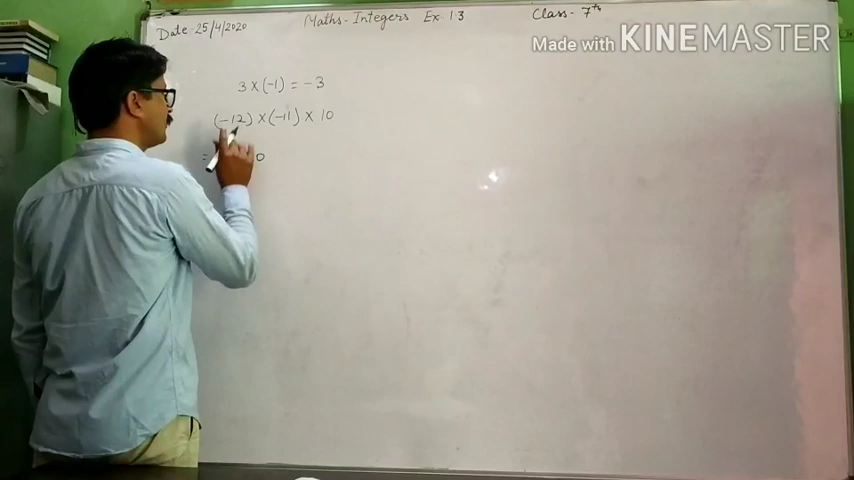 Date- 25/4/2020
Maths- Integers Ex 1.3
Class- 7th
Made with KINEMASTER
3 × (-1) = -3
(-12) × (-11) × 10
= 0